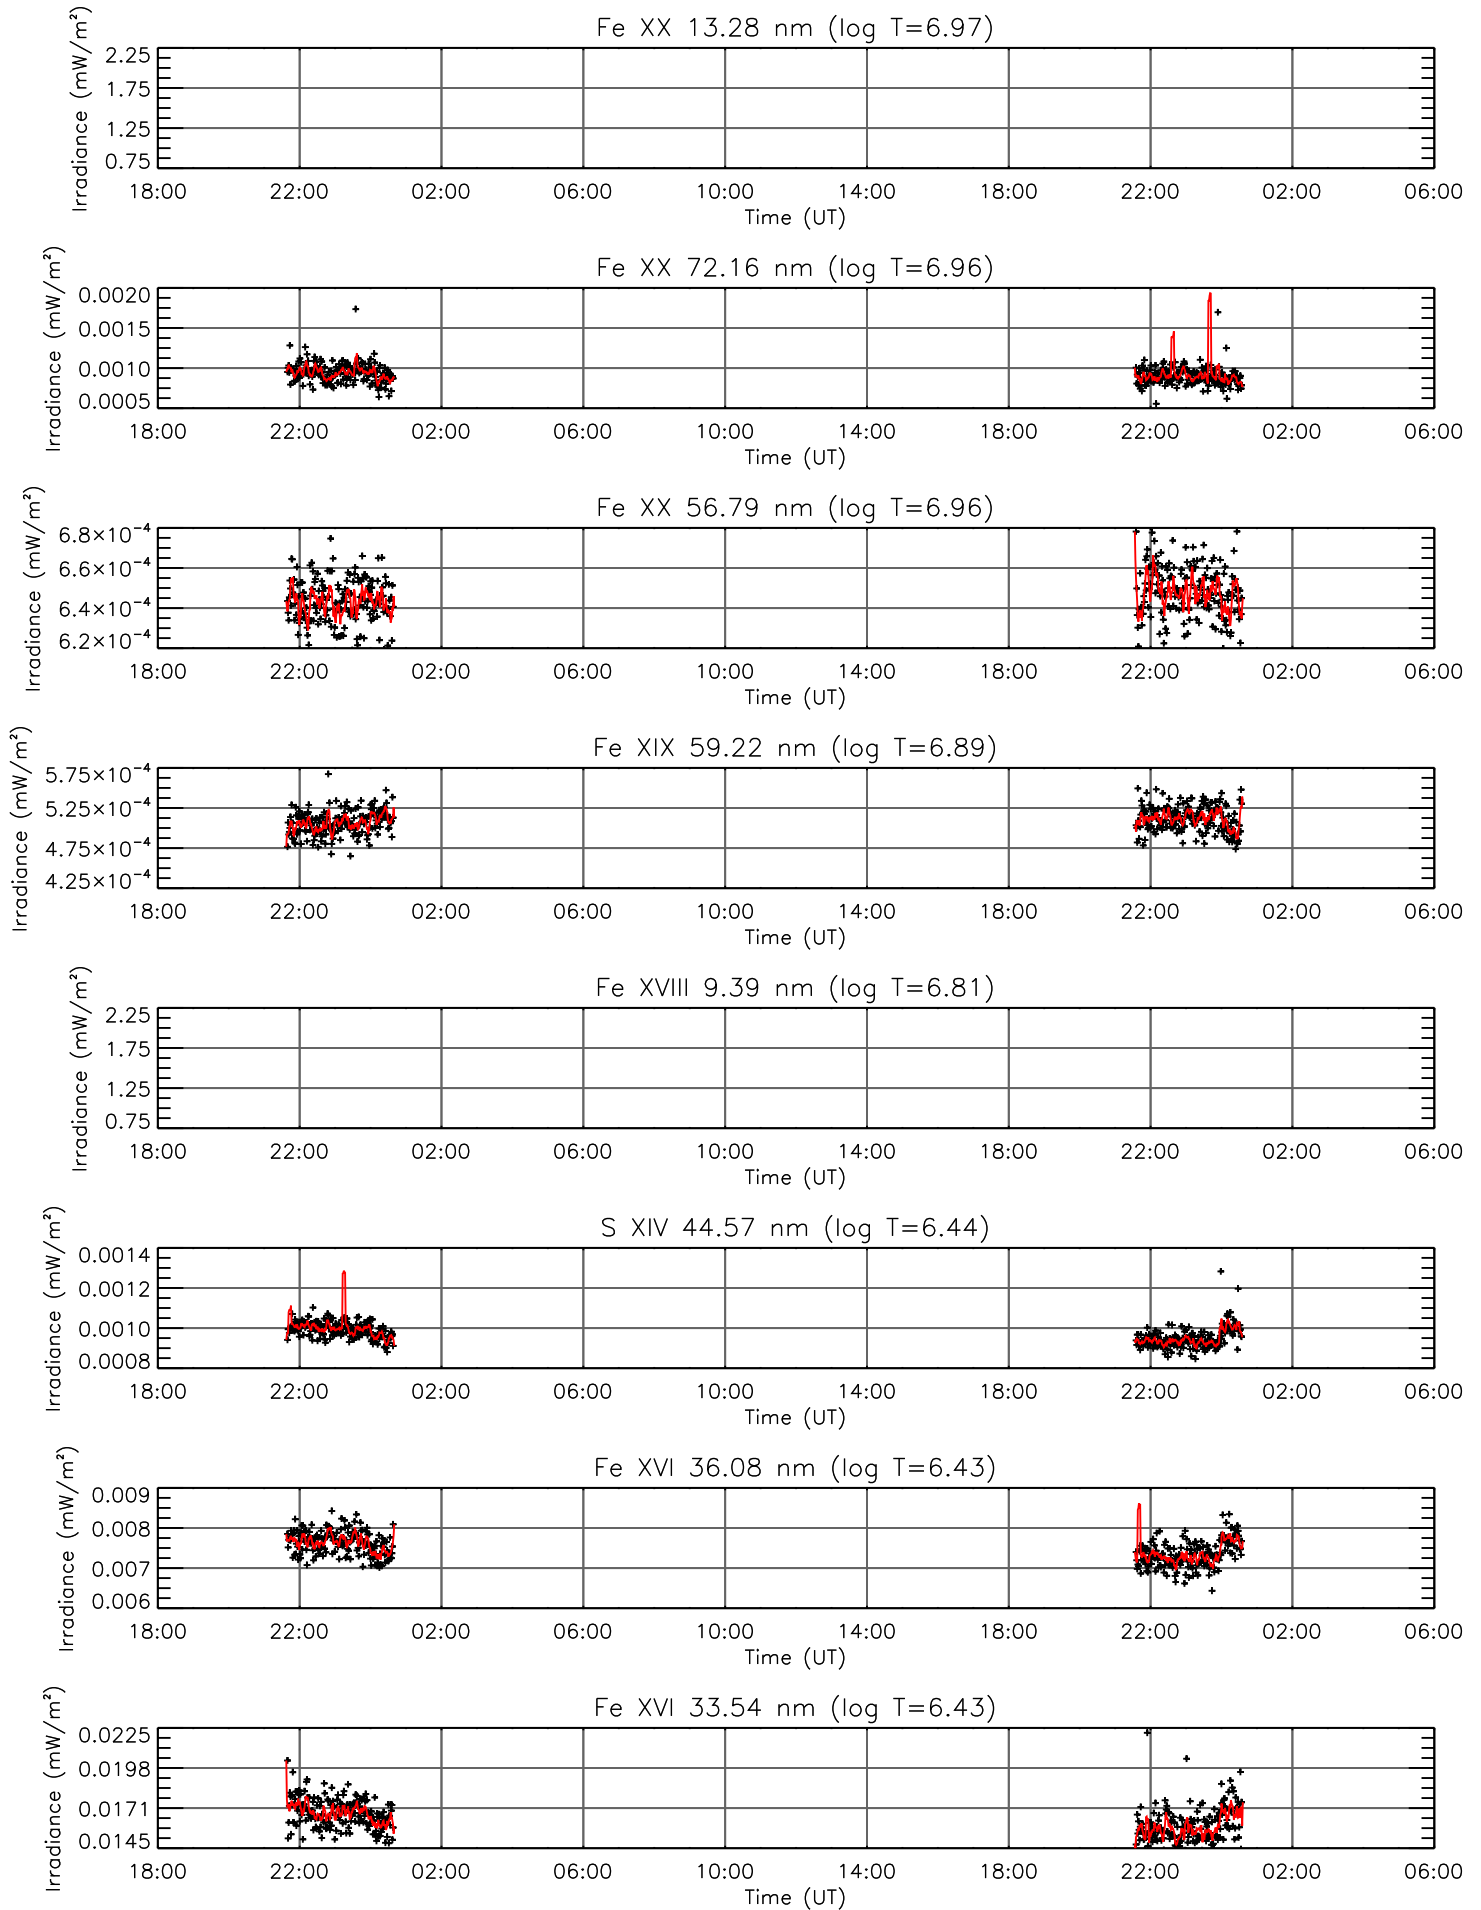 Fe XX 13.28 nm (log T=6.97)
Irradiance (mW/m²)
2.25
1.75
1.25
0.75
18:00 22:00 02:00 06:00 10:00 14:00 18:00 22:00 02:00 06:00
Time (UT)
Fe XX 72.16 nm (log T=6.96)
Irradiance (mW/m²)
0.0020
0.0015
0.0010
0.0005
18:00 22:00 02:00 06:00 10:00 14:00 18:00 22:00 02:00 06:00
Time (UT)
Fe XX 56.79 nm (log T=6.96)
Irradiance (mW/m²)
6.8×10⁻⁴
6.6×10⁻⁴
6.4×10⁻⁴
6.2×10⁻⁴
18:00 22:00 02:00 06:00 10:00 14:00 18:00 22:00 02:00 06:00
Time (UT)
Fe XIX 59.22 nm (log T=6.89)
Irradiance (mW/m²)
5.75×10⁻⁴
5.25×10⁻⁴
4.75×10⁻⁴
4.25×10⁻⁴
18:00 22:00 02:00 06:00 10:00 14:00 18:00 22:00 02:00 06:00
Time (UT)
Fe XVIII 9.39 nm (log T=6.81)
Irradiance (mW/m²)
2.25
1.75
1.25
0.75
18:00 22:00 02:00 06:00 10:00 14:00 18:00 22:00 02:00 06:00
Time (UT)
S XIV 44.57 nm (log T=6.44)
Irradiance (mW/m²)
0.0014
0.0012
0.0010
0.0008
18:00 22:00 02:00 06:00 10:00 14:00 18:00 22:00 02:00 06:00
Time (UT)
Fe XVI 36.08 nm (log T=6.43)
Irradiance (mW/m²)
0.009
0.008
0.007
0.006
18:00 22:00 02:00 06:00 10:00 14:00 18:00 22:00 02:00 06:00
Time (UT)
Fe XVI 33.54 nm (log T=6.43)
Irradiance (mW/m²)
0.0225
0.0198
0.0171
0.0145
18:00 22:00 02:00 06:00 10:00 14:00 18:00 22:00 02:00 06:00
Time (UT)